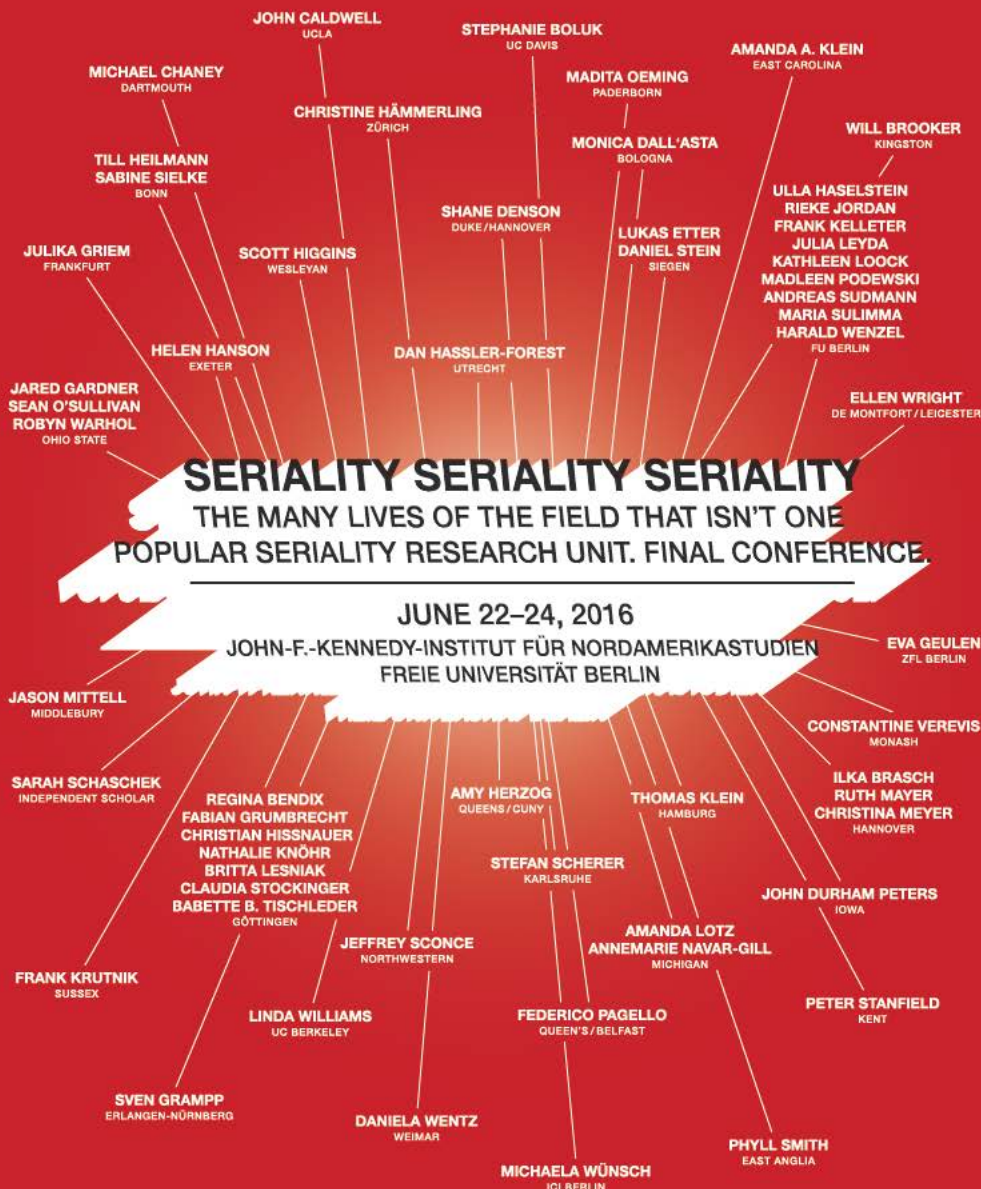 JOHN CALDWELL
UCLA
STEPHANIE BOLUK
UC DAVIS
AMANDA A. KLEIN
EAST CAROLINA
MICHAEL CHANEY
DARTMOUTH
MADITA OEMING
PADERBORN
CHRISTINE HÄMMERLING
ZÜRICH
WILL BROOKER
KINGSTON
MONICA DALL'ASTA
BOLOGNA
TILL HEILMANN
SABINE SIELKE
BONN
ULLA HASELSTEIN
RIEKE JORDAN
FRANK KELLETER
JULIA LEYDA
KATHLEEN LOOCK
MADLEEN PODEWSKI
ANDREAS SUDMANN
MARIA SULIMMA
HARALD WENZEL
FU BERLIN
SHANE DENSON
DUKE/HANNOVER
LUKAS ETTER
DANIEL STEIN
SIEGEN
JULIKA GRIEM
FRANKFURT
SCOTT HIGGINS
WESLEYAN
HELEN HANSON
EXETER
DAN HASSLER-FOREST
UTRECHT
JARED GARDNER
SEAN O'SULLIVAN
ROBYN WARHOL
OHIO STATE
ELLEN WRIGHT
DE MONTFORT/LEICESTER
SERIALITY SERIALITY SERIALITY
THE MANY LIVES OF THE FIELD THAT ISN'T ONE
POPULAR SERIALITY RESEARCH UNIT. FINAL CONFERENCE.
JUNE 22–24, 2016
JOHN-F.-KENNEDY-INSTITUT FÜR NORDAMERIKASTUDIEN
FREIE UNIVERSITÄT BERLIN
EVA GEULEN
ZFL BERLIN
JASON MITTELL
MIDDLEBURY
CONSTANTINE VEREVIS
MONASH
SARAH SCHASCHEK
INDEPENDENT SCHOLAR
ILKA BRASCH
RUTH MAYER
CHRISTINA MEYER
HANNOVER
REGINA BENDIX
FABIAN GRUMBRECHT
CHRISTIAN HISSNAUER
NATHALIE KNÖHR
BRITTA LESNIAK
CLAUDIA STOCKINGER
BABETTE B. TISCHLEDER
GÖTTINGEN
AMY HERZOG
QUEENS/CUNY
THOMAS KLEIN
HAMBURG
STEFAN SCHERER
KARLSRUHE
JOHN DURHAM PETERS
IOWA
JEFFREY SCONCE
NORTHWESTERN
AMANDA LOTZ
ANNEMARIE NAVAR-GILL
MICHIGAN
FRANK KRUTNIK
SUSSEX
LINDA WILLIAMS
UC BERKELEY
FEDERICO PAGELLO
QUEEN'S/BELFAST
PETER STANFIELD
KENT
SVEN GRAMPP
ERLANGEN-NÜRNBERG
DANIELA WENTZ
WEIMAR
PHYLL SMITH
EAST ANGLIA
MICHAELA WÜNSCH
ICI BERLIN